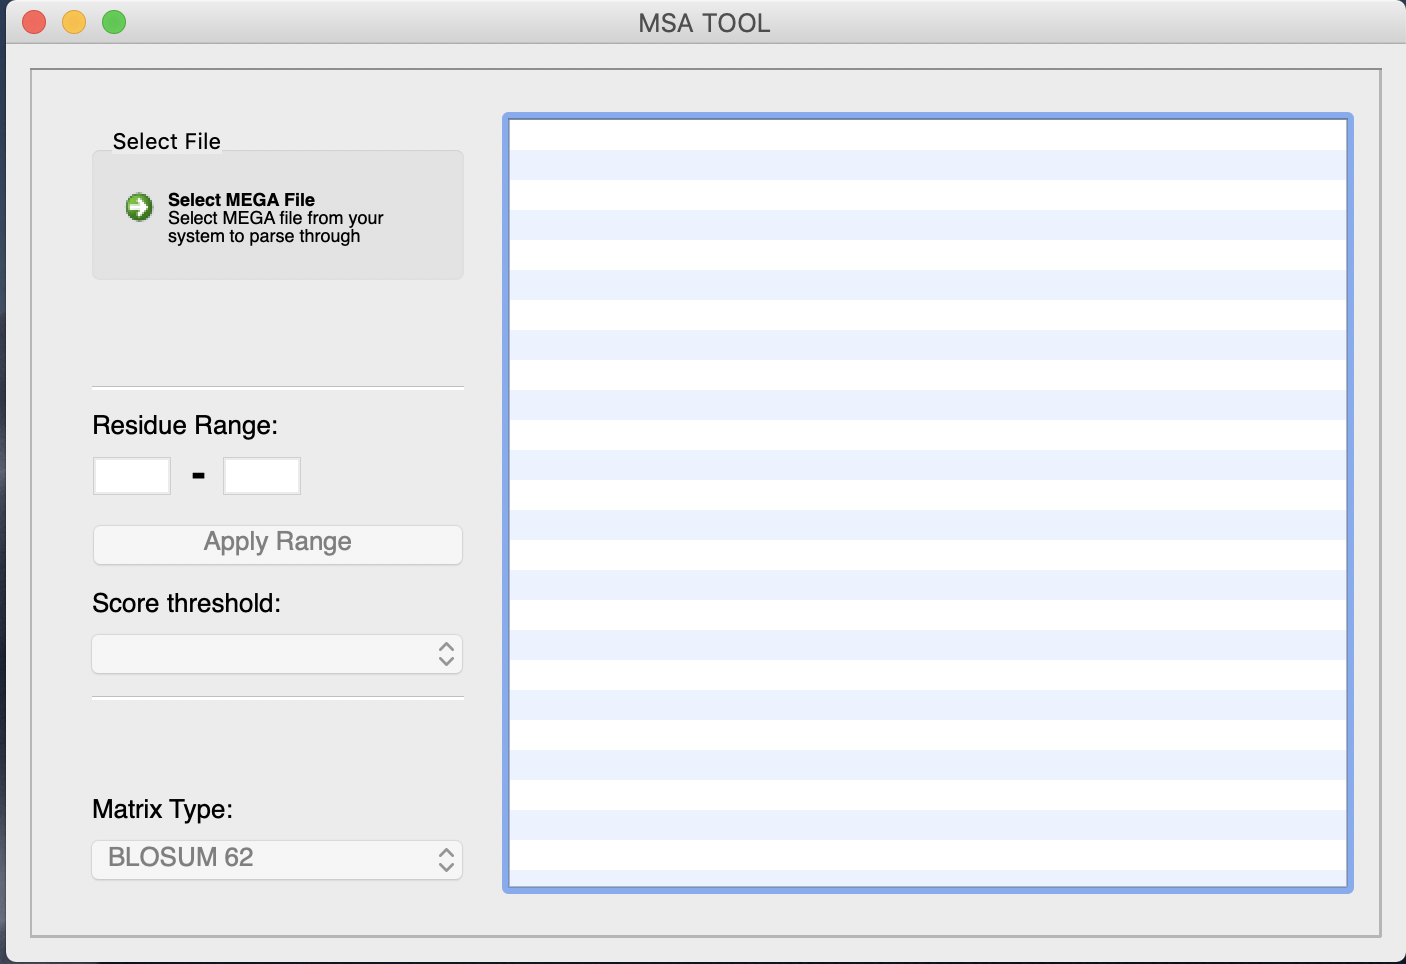 MSA TOOL
Select File
Select MEGA File
Select MEGA file from your
system to parse through
Residue Range:
-
Apply Range
Score threshold:
Matrix Type:
BLOSUM 62